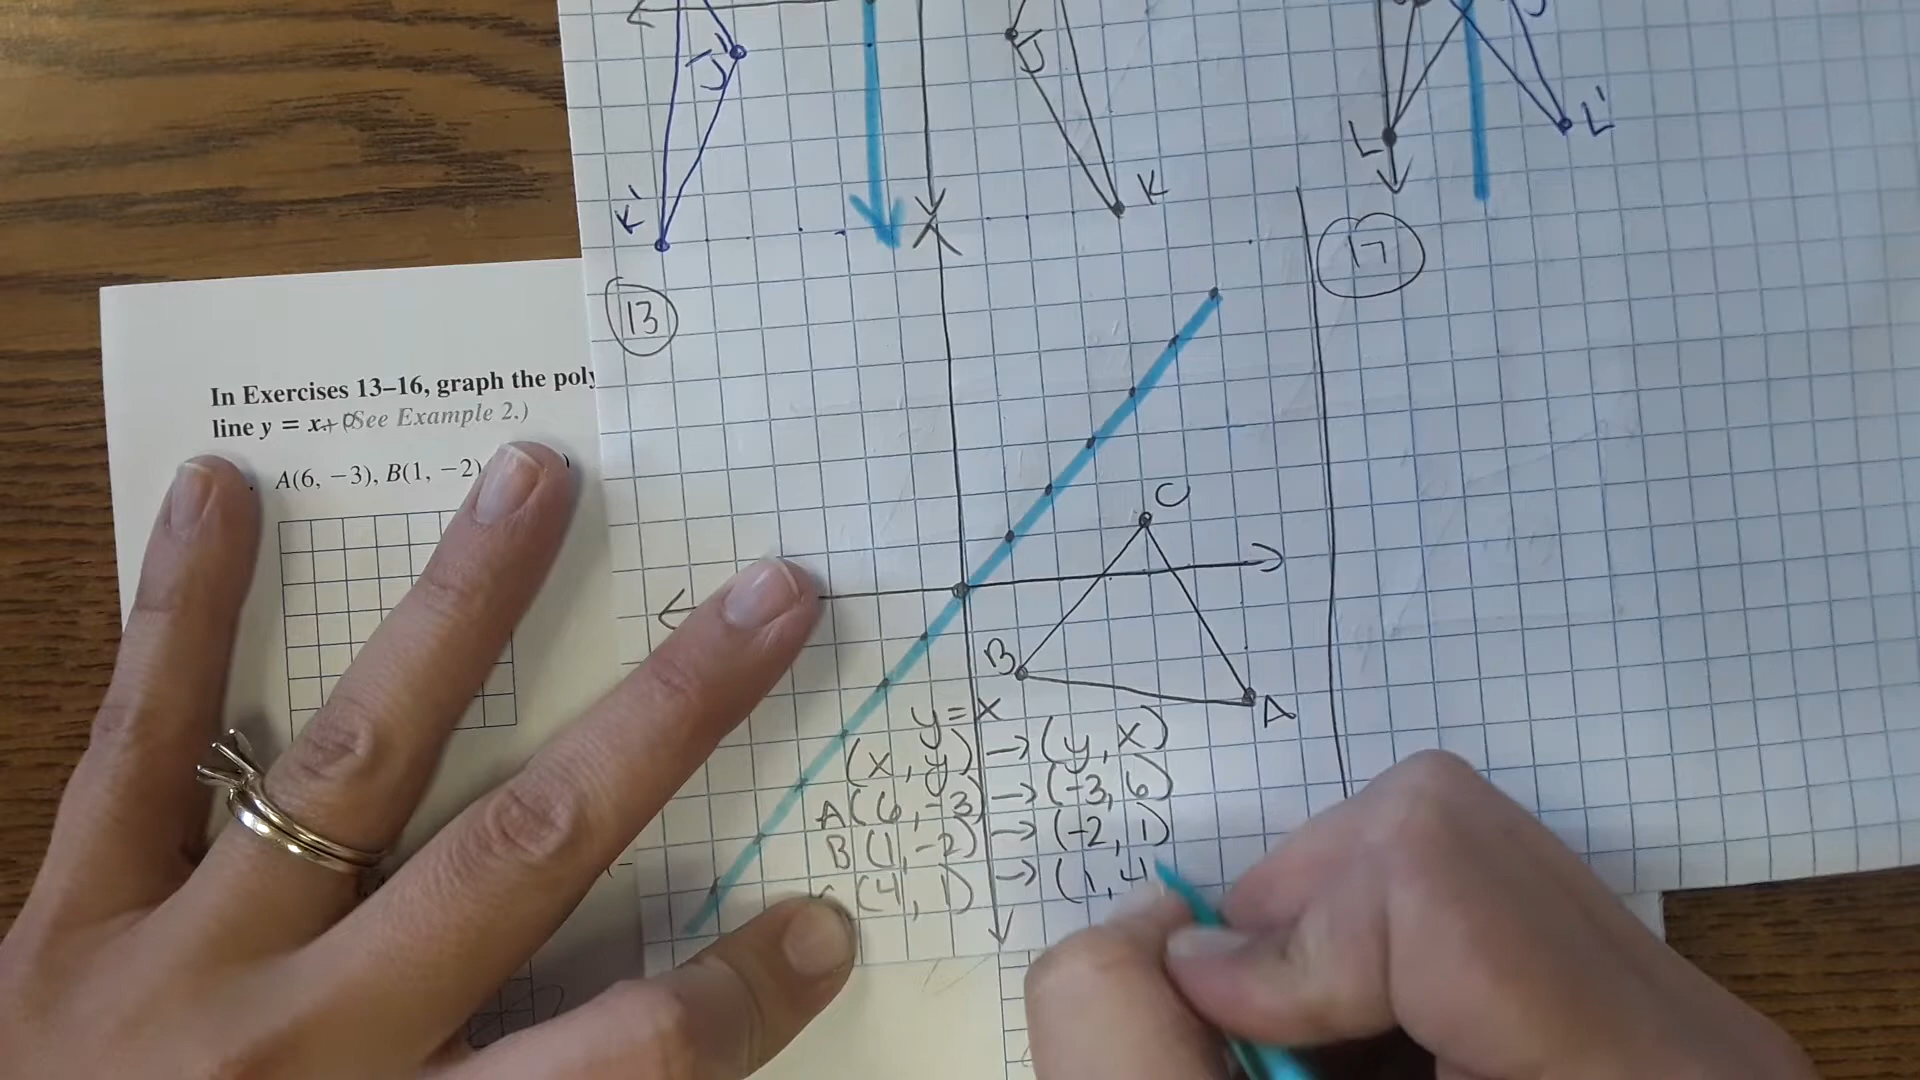 J'
J
L
L'
K'
K
13
17
In Exercises 13–16, graph the poly
line y = x + 0 (See Example 2.)
A(6, −3), B(1, −2)
C
B
A
y=x
(x,y) → (y,x)
A(6,-3) → (-3,6)
B(1,-2) → (-2,1)
(4,1) → (1,4